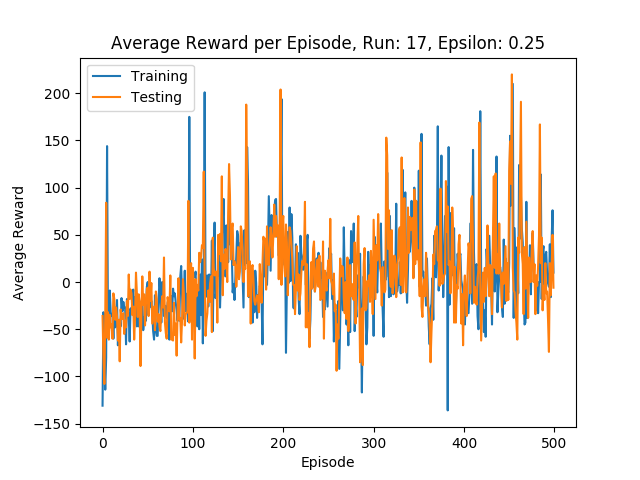 Average Reward per Episode, Run: 17, Epsilon: 0.25
Training
Testing
Average Reward
200
150
100
50
0
−50
−100
−150
0
100
200
300
400
500
Episode